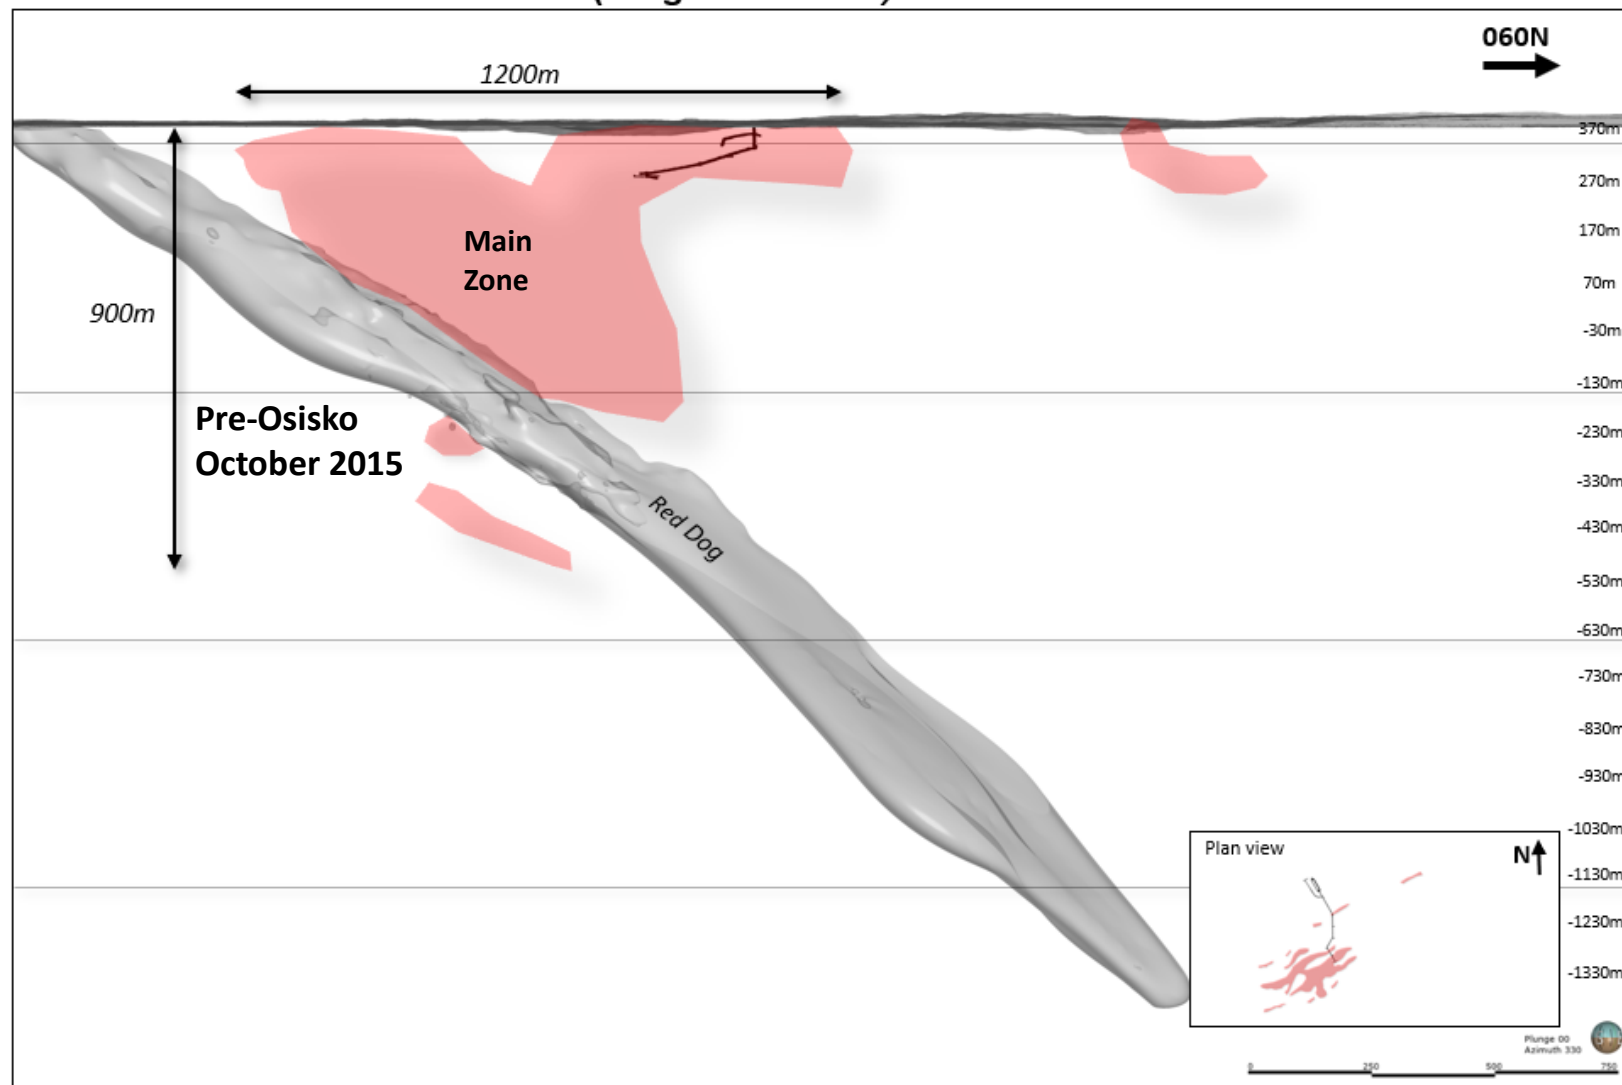 060N
1200m
370m
270m
170m
Main
Zone
70m
900m
-30m
-130m
Pre-Osisko
October 2015
-230m
-330m
Red Dog
-430m
-530m
-630m
-730m
-830m
-930m
-1030m
Plan view
N
-1130m
-1230m
-1330m
Plunge 00
Azimuth 330
0 250 500 750